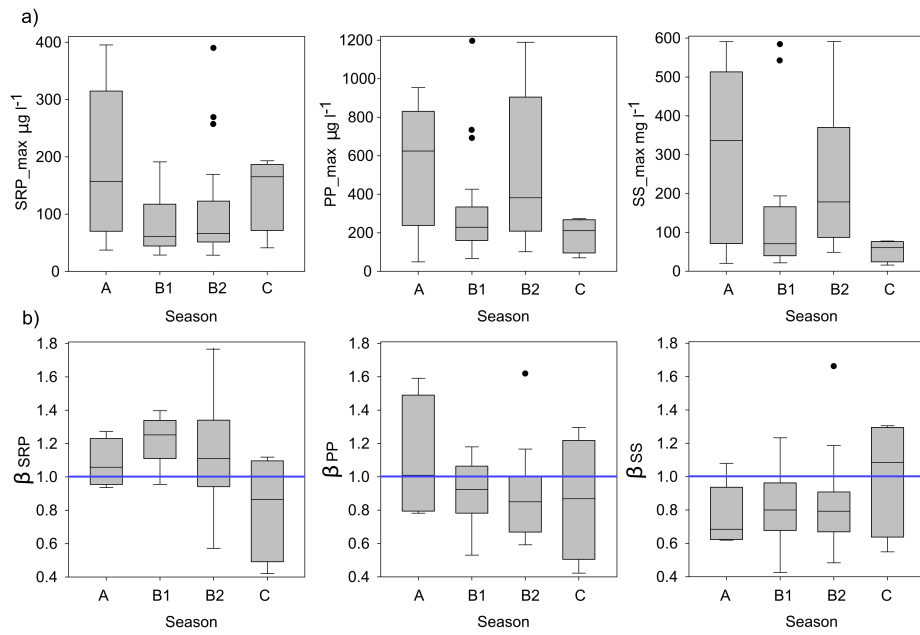 a)
SRP_max µg l-1
400
300
200
100
0
A B1 B2 C
Season
PP_max µg l-1
1200
1000
800
600
400
200
0
A B1 B2 C
Season
SS_max mg l-1
600
500
400
300
200
100
0
A B1 B2 C
Season
b)
β SRP
1.8
1.6
1.4
1.2
1.0
0.8
0.6
0.4
A B1 B2 C
Season
β PP
1.8
1.6
1.4
1.2
1.0
0.8
0.6
0.4
A B1 B2 C
Season
β SS
1.8
1.6
1.4
1.2
1.0
0.8
0.6
0.4
A B1 B2 C
Season